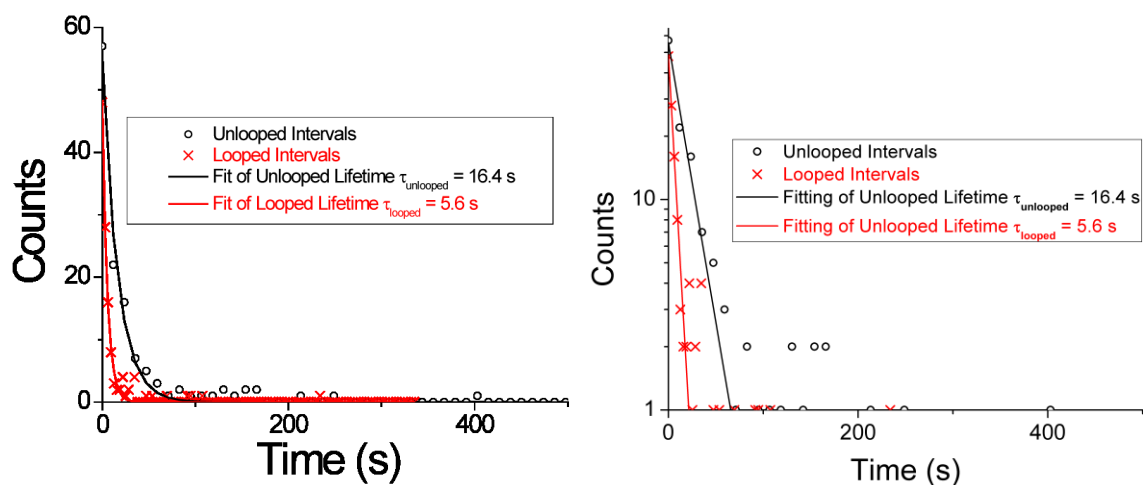 60
40
20
0
Counts
Unlooped Intervals
Looped Intervals
Fit of Unlooped Lifetime τunlooped = 16.4 s
Fit of Looped Lifetime τlooped = 5.6 s
0
200
400
Time (s)
10
1
Counts
Unlooped Intervals
Looped Intervals
Fitting of Unlooped Lifetime τunlooped = 16.4 s
Fitting of Unlooped Lifetime τlooped = 5.6 s
0
200
400
Time (s)